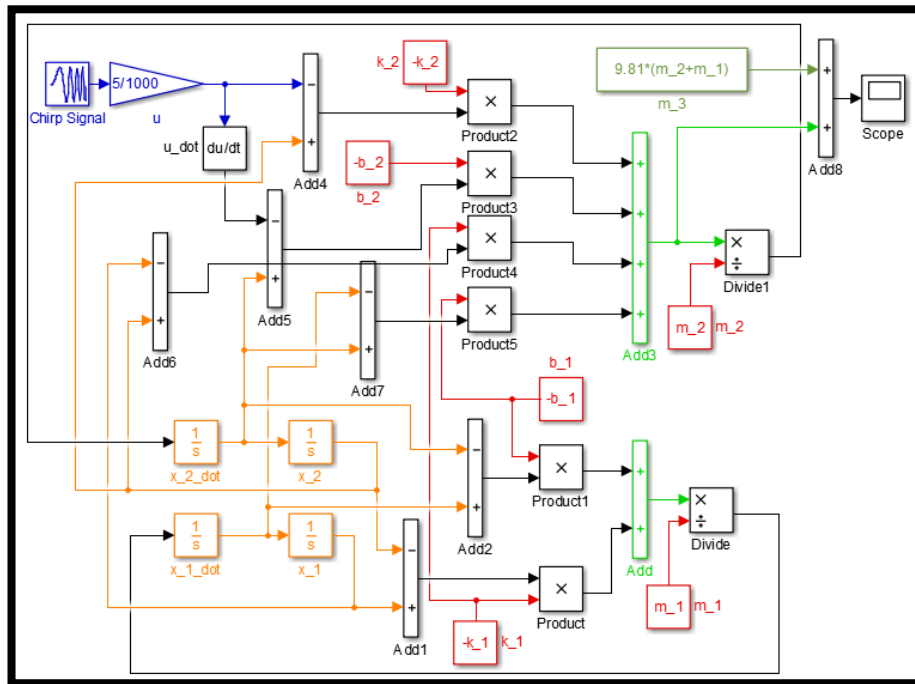 Chirp Signal
5/1000
u
u_dot
du/dt
−
+
Add4
k_2
-k_2
×
Product2
-b_2
b_2
×
Product3
×
Product4
×
Product5
9.81*(m_2+m_1)
m_3
+
+
Add8
Scope
+
+
+
+
Add3
×
÷
Divide1
m_2
m_2
−
+
Add5
−
+
Add6
−
+
Add7
b_1
-b_1
1
s
x_2_dot
1
s
x_2
−
+
Add2
×
Product1
+
+
Add
×
÷
Divide
1
s
x_1_dot
1
s
x_1
−
+
Add1
×
Product
-k_1
k_1
m_1
m_1